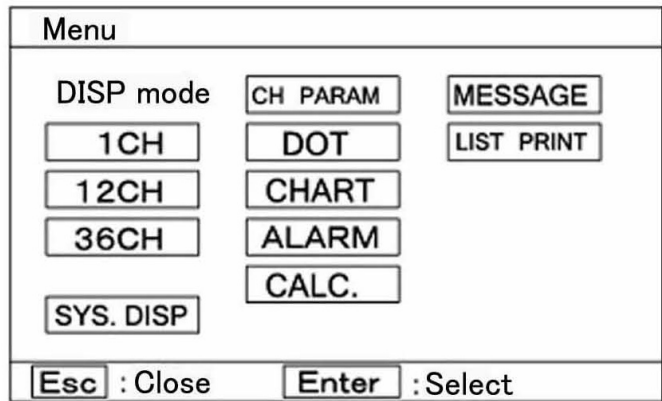 Menu
DISP mode CH PARAM MESSAGE
1CH DOT LIST PRINT
12CH CHART
36CH ALARM
CALC.
SYS. DISP
Esc : Close Enter : Select